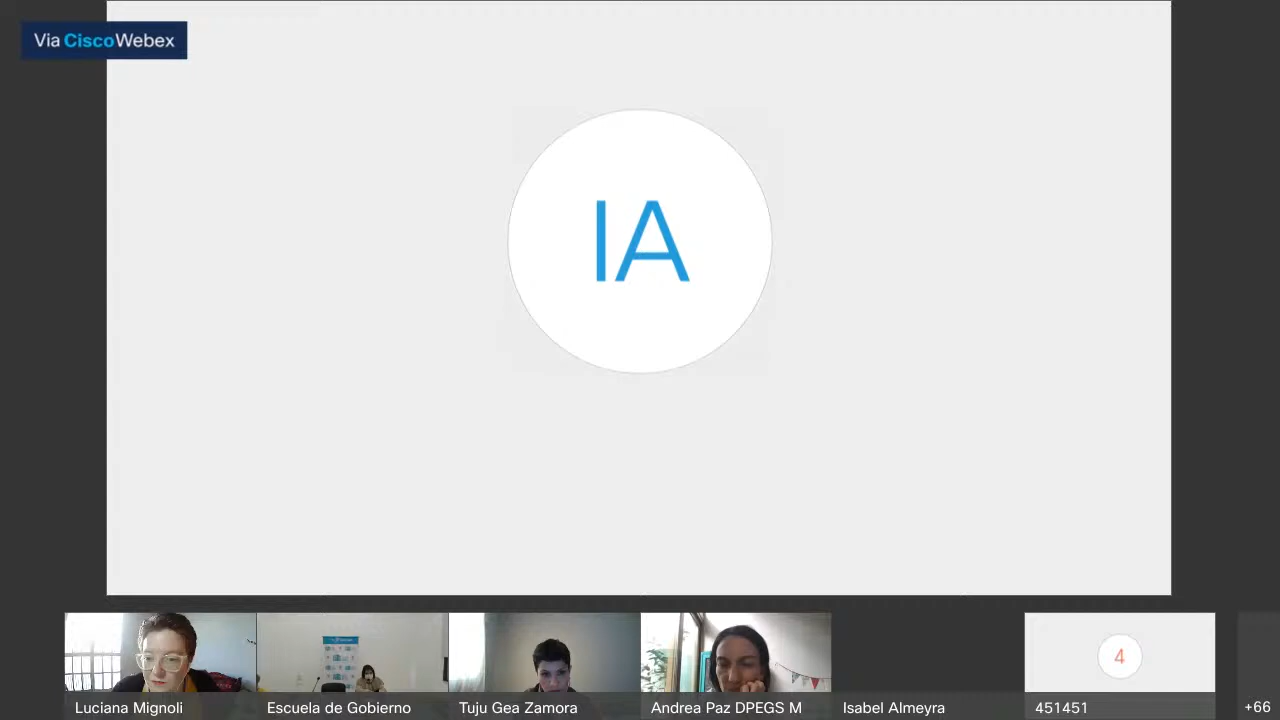 Via CiscoWebex
IA
4
Luciana Mignoli
Escuela de Gobierno
Tuju Gea Zamora
Andrea Paz DPEGS M
Isabel Almeyra
451451
+66